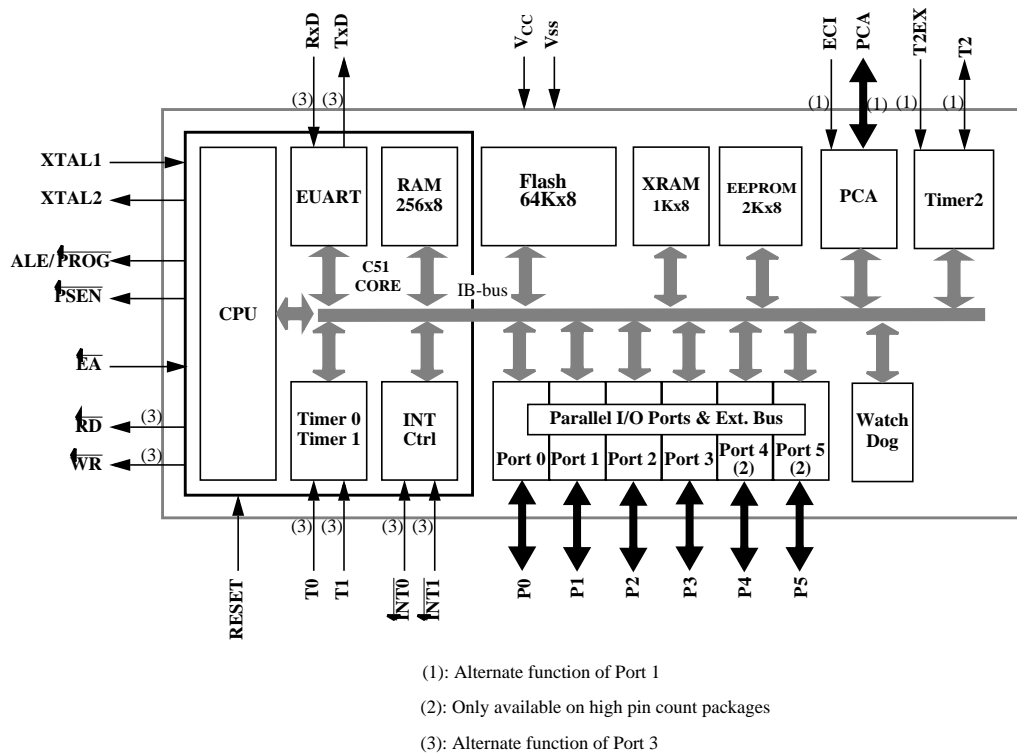 RxD
TxD
VCC
Vss
ECI
PCA
T2EX
T2
(3) (3) (1) (1) (1) (1)
XTAL1
XTAL2
ALE/PROG
PSEN
EA
RD (3)
WR (3)
CPU
EUART
RAM
256x8
Flash
64Kx8
XRAM
1Kx8
EEPROM
2Kx8
PCA
Timer2
C51
CORE
IB-bus
Timer 0
Timer 1
INT
Ctrl
Parallel I/O Ports & Ext. Bus
Port 0 Port 1 Port 2 Port 3 Port 4 Port 5
(2) (2)
Watch
Dog
(3) (3) (3) (3)
RESET
T0
T1
INT0
INT1
P0
P1
P2
P3
P4
P5
(1): Alternate function of Port 1
(2): Only available on high pin count packages
(3): Alternate function of Port 3